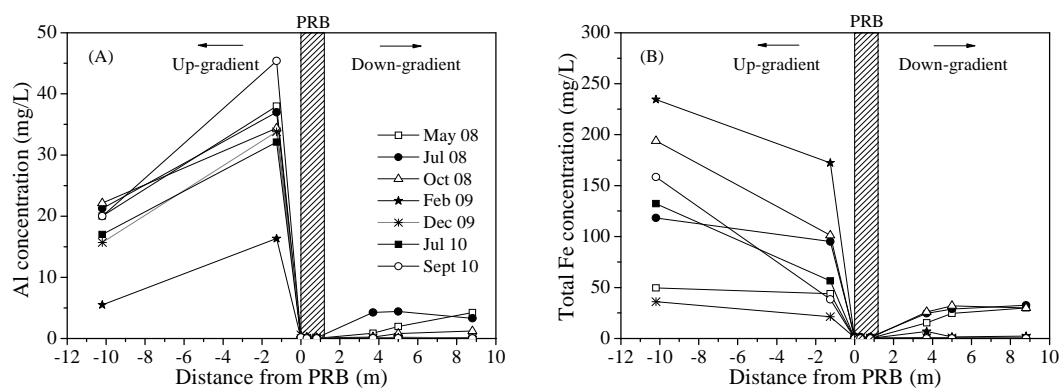 PRB
PRB
50
40
30
20
10
0
(A)
Up-gradient
Down-gradient
May 08
Jul 08
Oct 08
Feb 09
Dec 09
Jul 10
Sept 10
Al concentration (mg/L)
-12 -10 -8 -6 -4 -2 0 2 4 6 8 10
Distance from PRB (m)
300
250
200
150
100
50
0
(B)
Up-gradient
Down-gradient
Total Fe concentration (mg/L)
-12 -10 -8 -6 -4 -2 0 2 4 6 8 10
Distance from PRB (m)